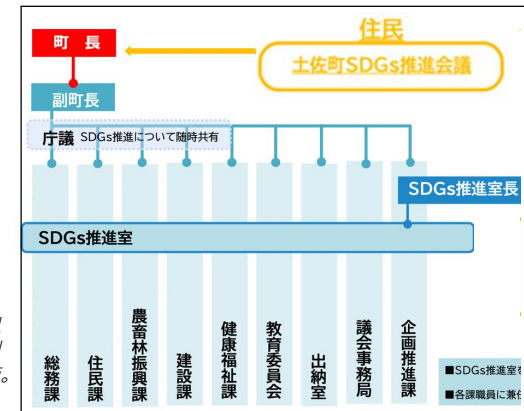 住民
町 長
土佐町SDGs推進会議
副町長
庁議 SDGs推進について随時共有
SDGs推進室長
SDGs推進室
総務課
住民課
農畜林振興課
建設課
健康福祉課
教育委員会
出納室
議会事務局
企画推進課
■SDGs推進室を
■各課職員に兼任